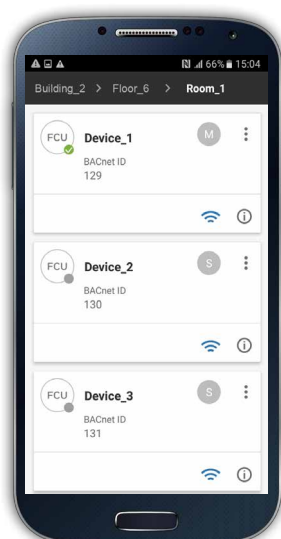 66% 15:04
Building_2 > Floor_6 > Room_1
FCU Device_1 M
BACnet ID
129
FCU Device_2 S
BACnet ID
130
FCU Device_3 S
BACnet ID
131